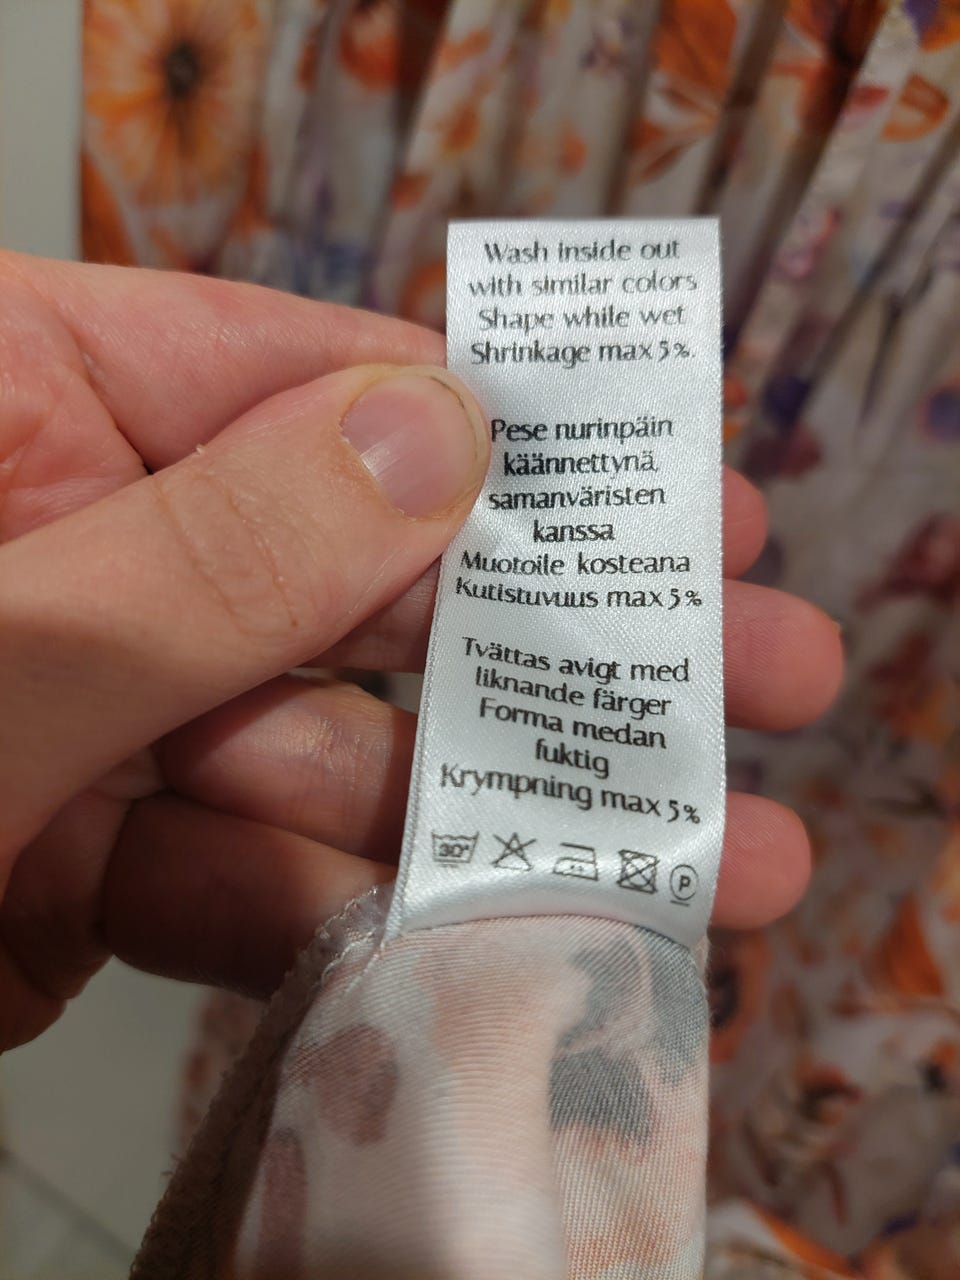 Wash inside out
with similar colors
Shape while wet
Shrinkage max 5%.
Pese nurinpäin
käännettynä
samanväristen
kanssa
Muotoile kosteana
Kutistuvuus max 5%
Tvättas avigt med
liknande färger
Forma medan
fuktig
Krympning max 5%
30° P